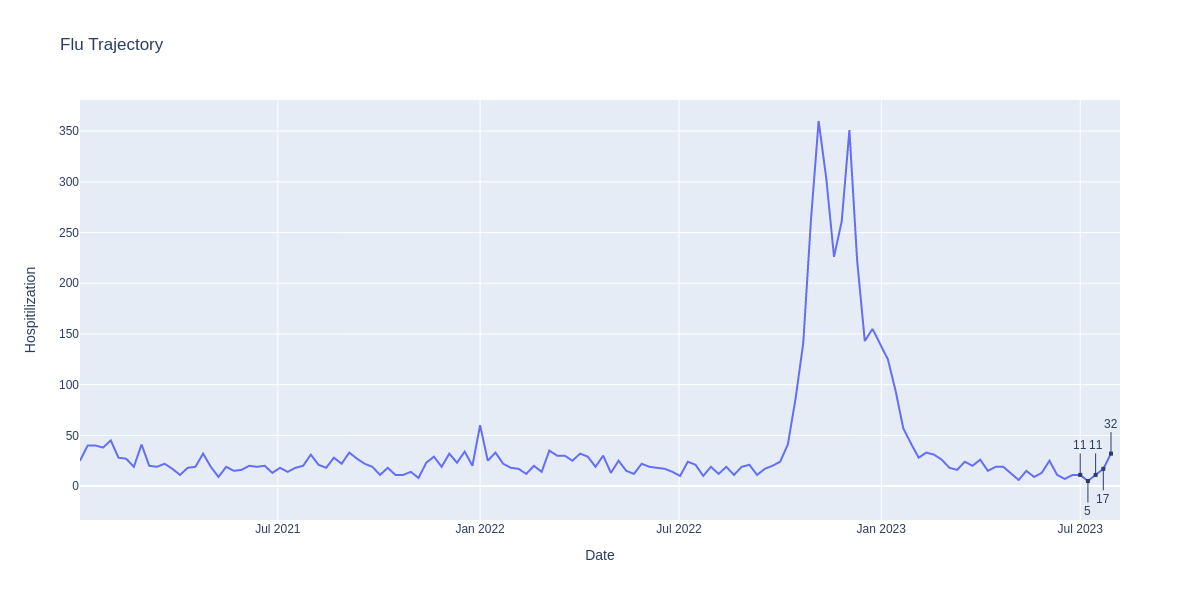 Flu Trajectory
Hospitilization
350
300
250
200
150
100
50
0
11
5
11
17
32
Jul 2021
Jan 2022
Jul 2022
Jan 2023
Jul 2023
Date